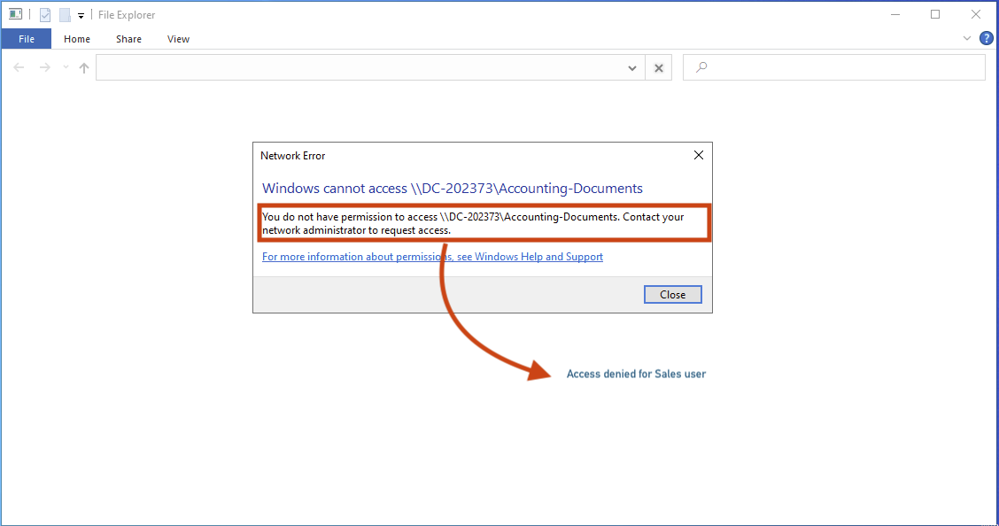 File Explorer
File Home Share View
?
Network Error
Windows cannot access \\DC-202373\Accounting-Documents
You do not have permission to access \\DC-202373\Accounting-Documents. Contact your
network administrator to request access.
For more information about permissions, see Windows Help and Support
Close
Access denied for Sales user